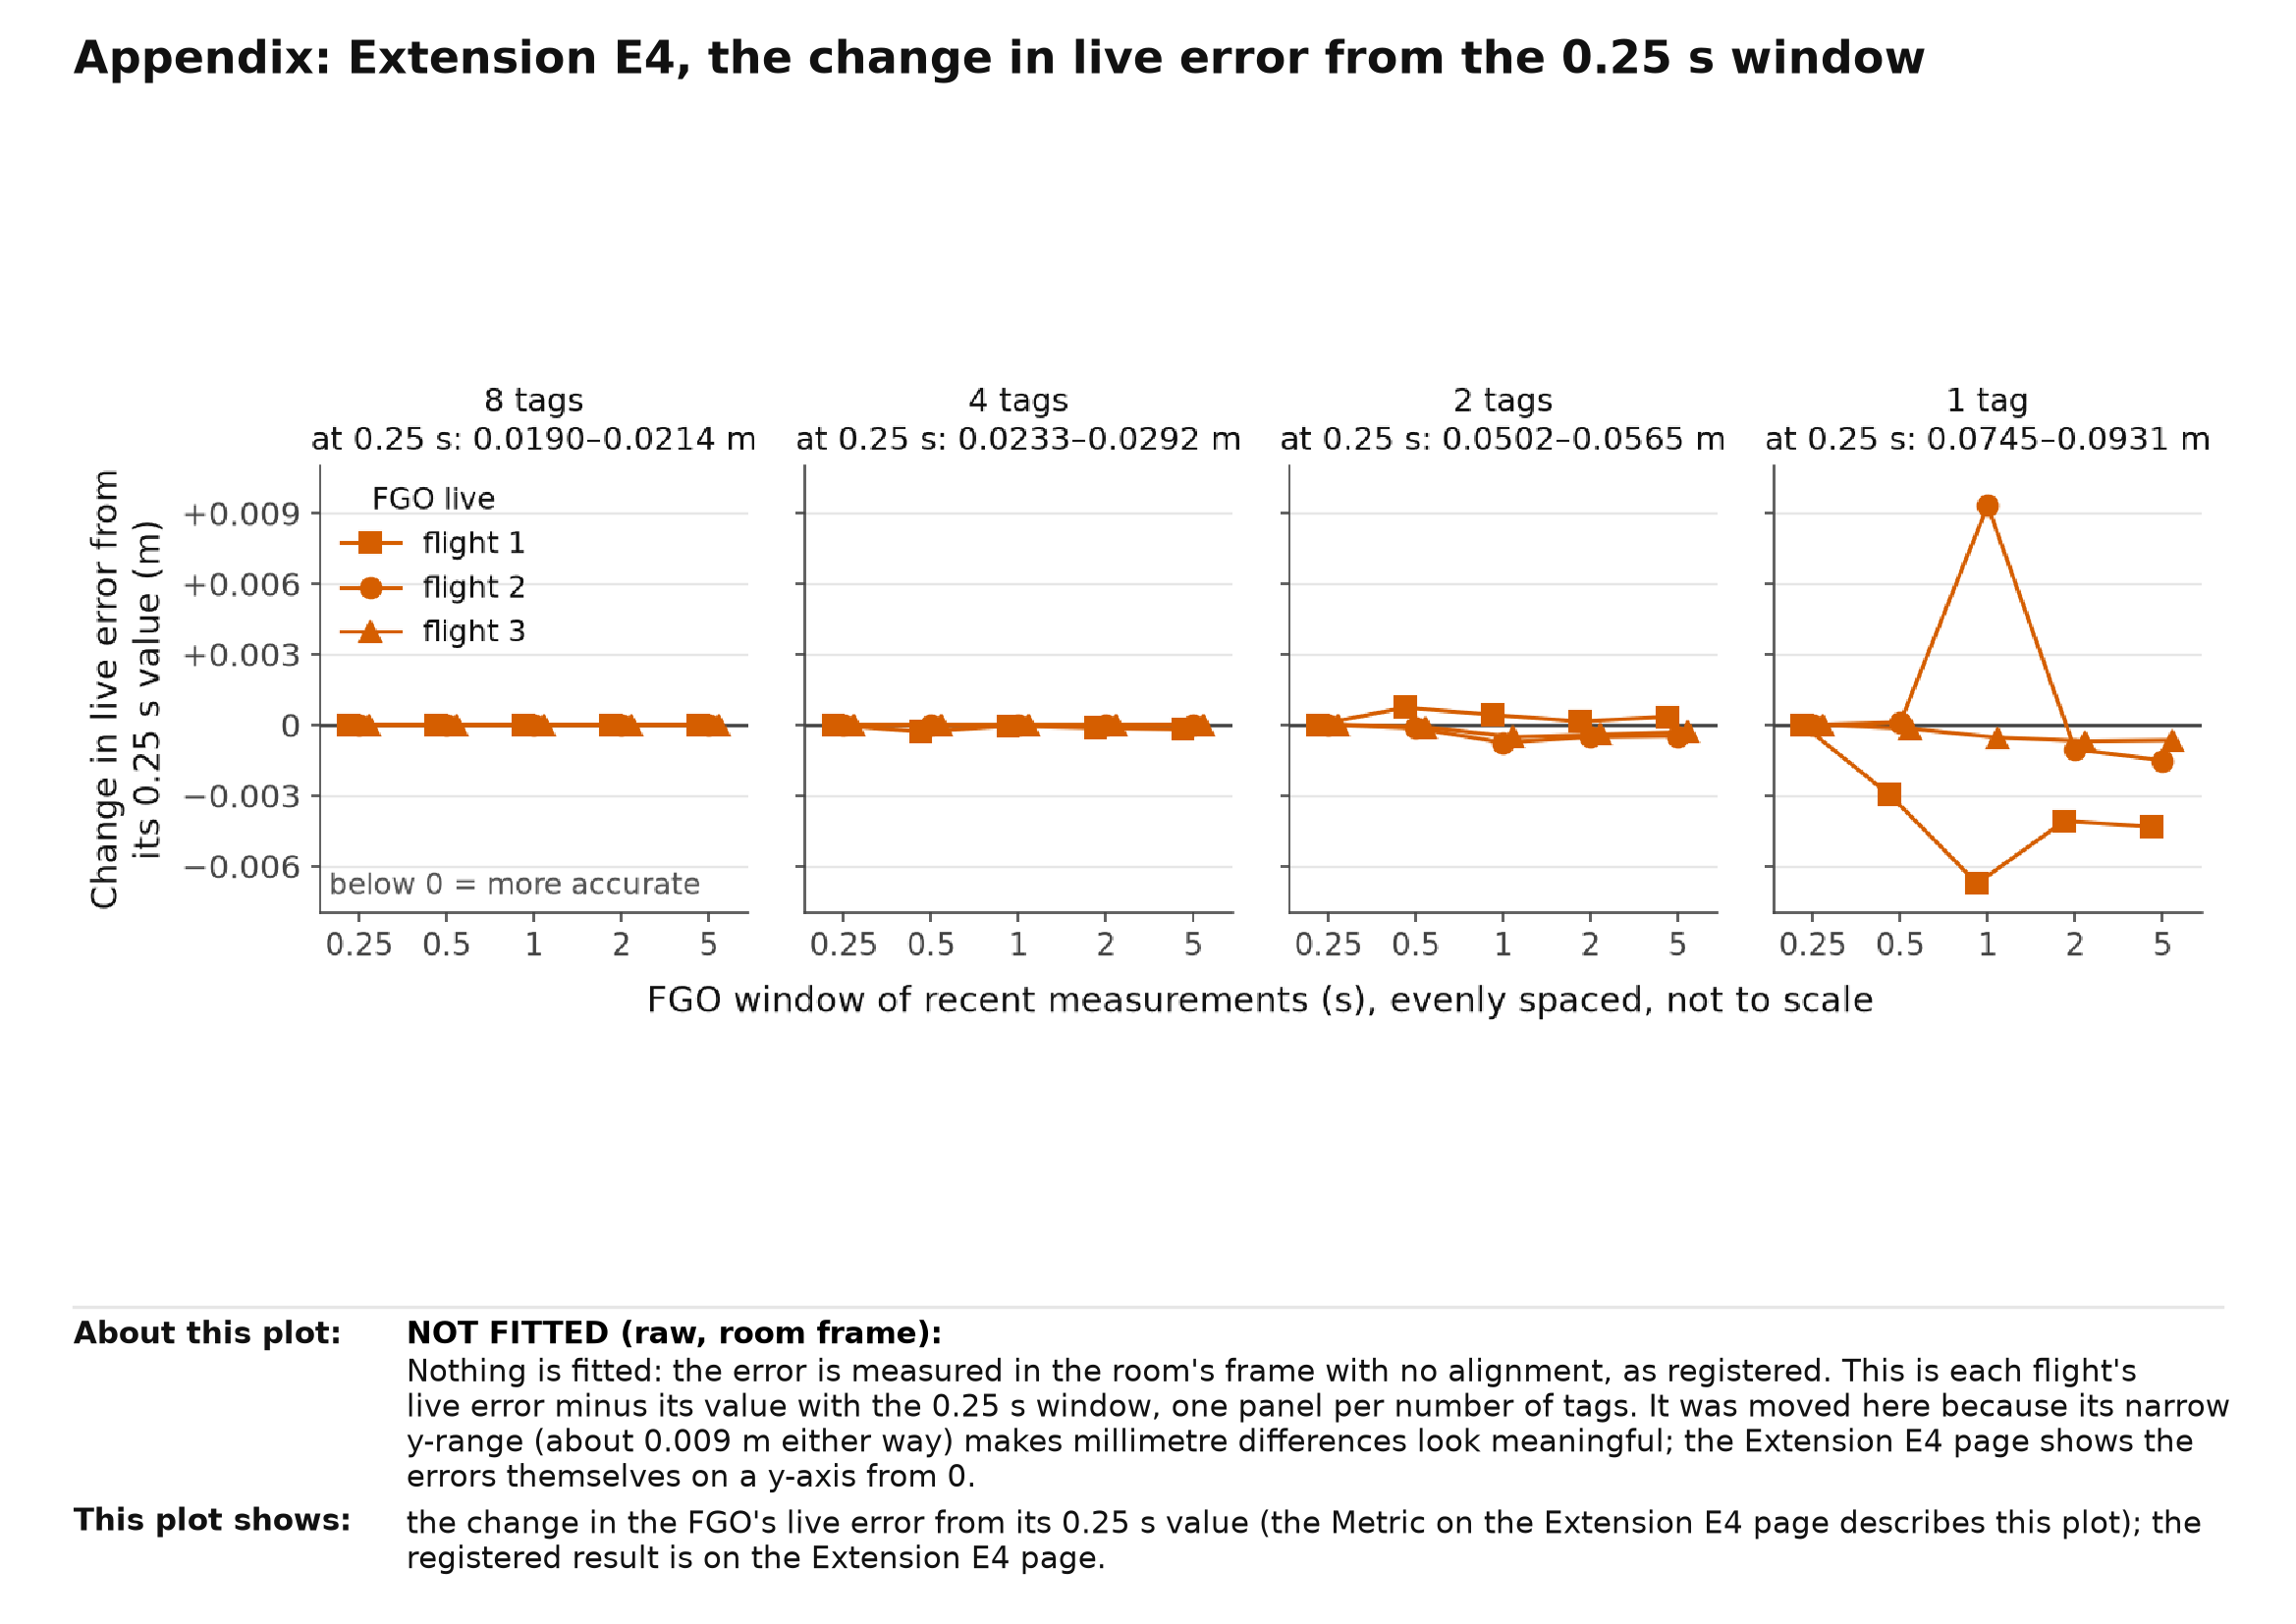 Appendix: Extension E4, the change in live error from the 0.25 s window
8 tags
at 0.25 s: 0.0190–0.0214 m
4 tags
at 0.25 s: 0.0233–0.0292 m
2 tags
at 0.25 s: 0.0502–0.0565 m
1 tag
at 0.25 s: 0.0745–0.0931 m
Change in live error from
its 0.25 s value (m)
+0.009
+0.006
+0.003
0
−0.003
−0.006
FGO live
flight 1
flight 2
flight 3
below 0 = more accurate
0.25 0.5 1 2 5
0.25 0.5 1 2 5
0.25 0.5 1 2 5
0.25 0.5 1 2 5
FGO window of recent measurements (s), evenly spaced, not to scale
About this plot:
NOT FITTED (raw, room frame):
Nothing is fitted: the error is measured in the room's frame with no alignment, as registered. This is each flight's
live error minus its value with the 0.25 s window, one panel per number of tags. It was moved here because its narrow
y-range (about 0.009 m either way) makes millimetre differences look meaningful; the Extension E4 page shows the
errors themselves on a y-axis from 0.
This plot shows:
the change in the FGO's live error from its 0.25 s value (the Metric on the Extension E4 page describes this plot); the
registered result is on the Extension E4 page.